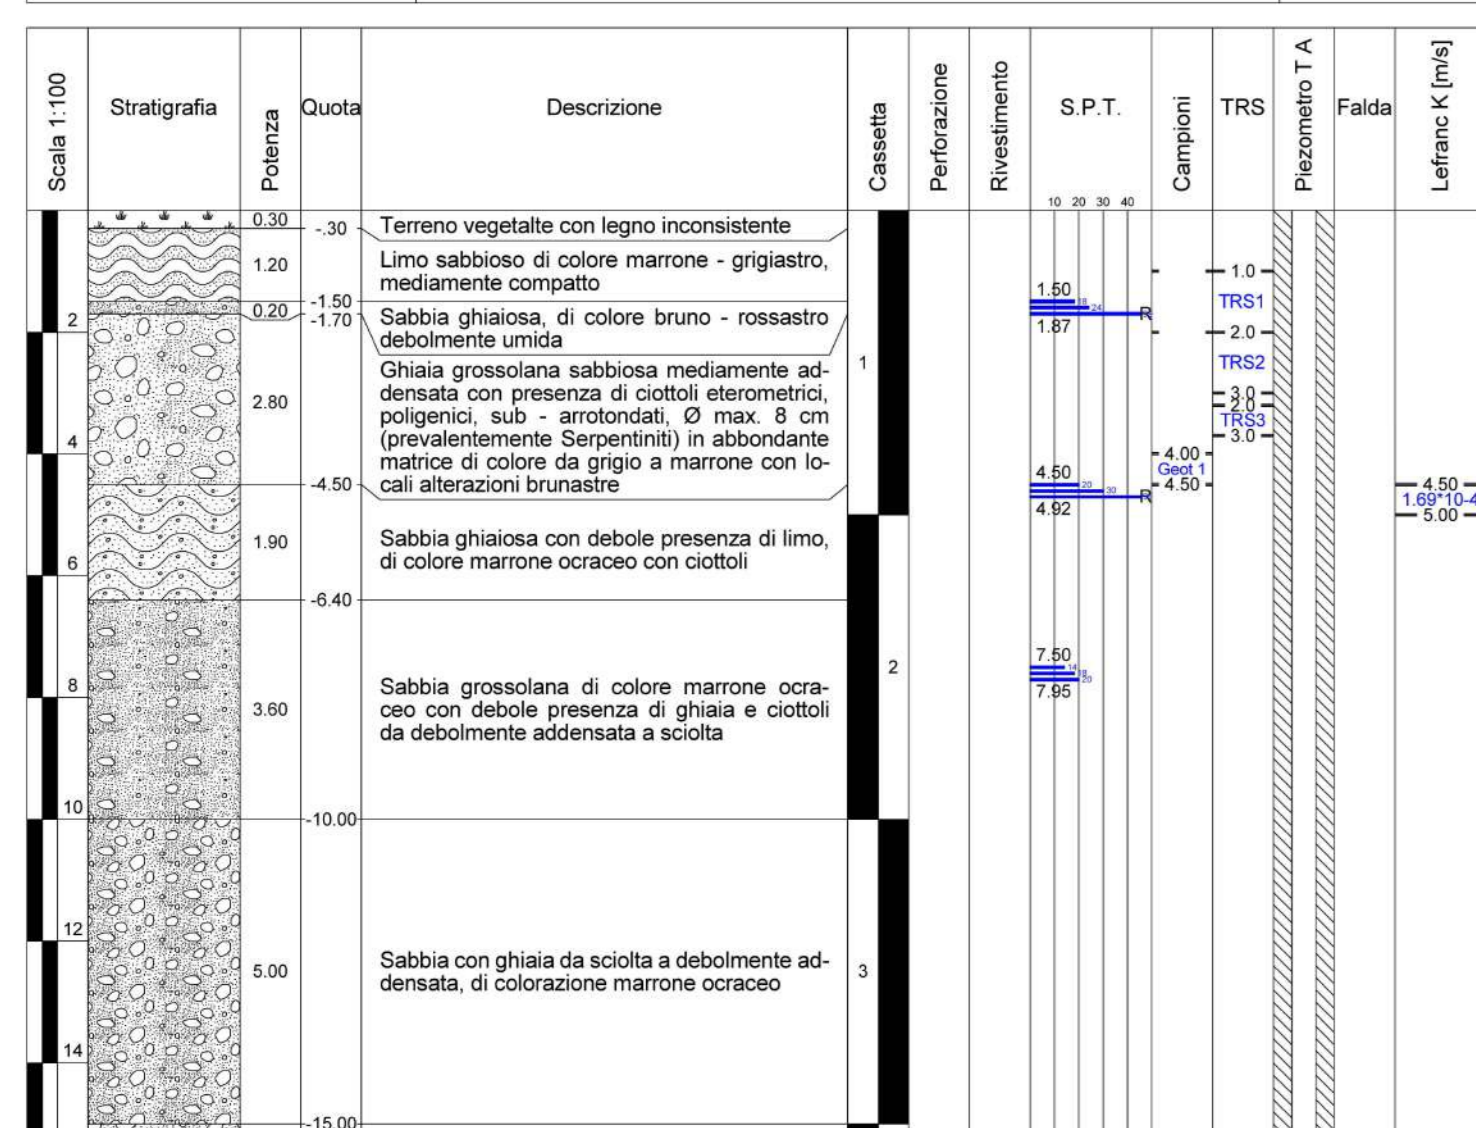 Scala 1:100
Stratigrafia
Potenza
Quota
Descrizione
Cassetta
Perforazione
Rivestimento
S.P.T.
Campioni
TRS
Piezometro T A
Falda
Lefranc K [m/s]
10 20 30 40
0.30
-.30
Terreno vegetalte con legno inconsistente
1.20
Limo sabbioso di colore marrone - grigiastro,
mediamente compatto
-1.50
0.20
-1.70
Sabbia ghiaiosa, di colore bruno - rossastro
debolmente umida
2
2.80
Ghiaia grossolana sabbiosa mediamente ad-
densata con presenza di ciottoli eterometrici,
poligenici, sub - arrotondati, Ø max. 8 cm
(prevalentemente Serpentiniti) in abbondante
matrice di colore da grigio a marrone con lo-
cali alterazioni brunastre
4
-4.50
1.90
Sabbia ghiaiosa con debole presenza di limo,
di colore marrone ocraceo con ciottoli
6
-6.40
3.60
Sabbia grossolana di colore marrone ocra-
ceo con debole presenza di ghiaia e ciottoli
da debolmente addensata a sciolta
8
10
-10.00
5.00
Sabbia con ghiaia da sciolta a debolmente ad-
densata, di colorazione marrone ocraceo
12
14
-15.00
1
2
3
1.50
18
24
R
1.87
4.50
20
30
R
4.92
7.50
14
18
20
7.95
4.00
Geot 1
4.50
1.0
TRS1
2.0
TRS2
3.0
2.0
TRS3
3.0
4.50
1.69*10-4
5.00